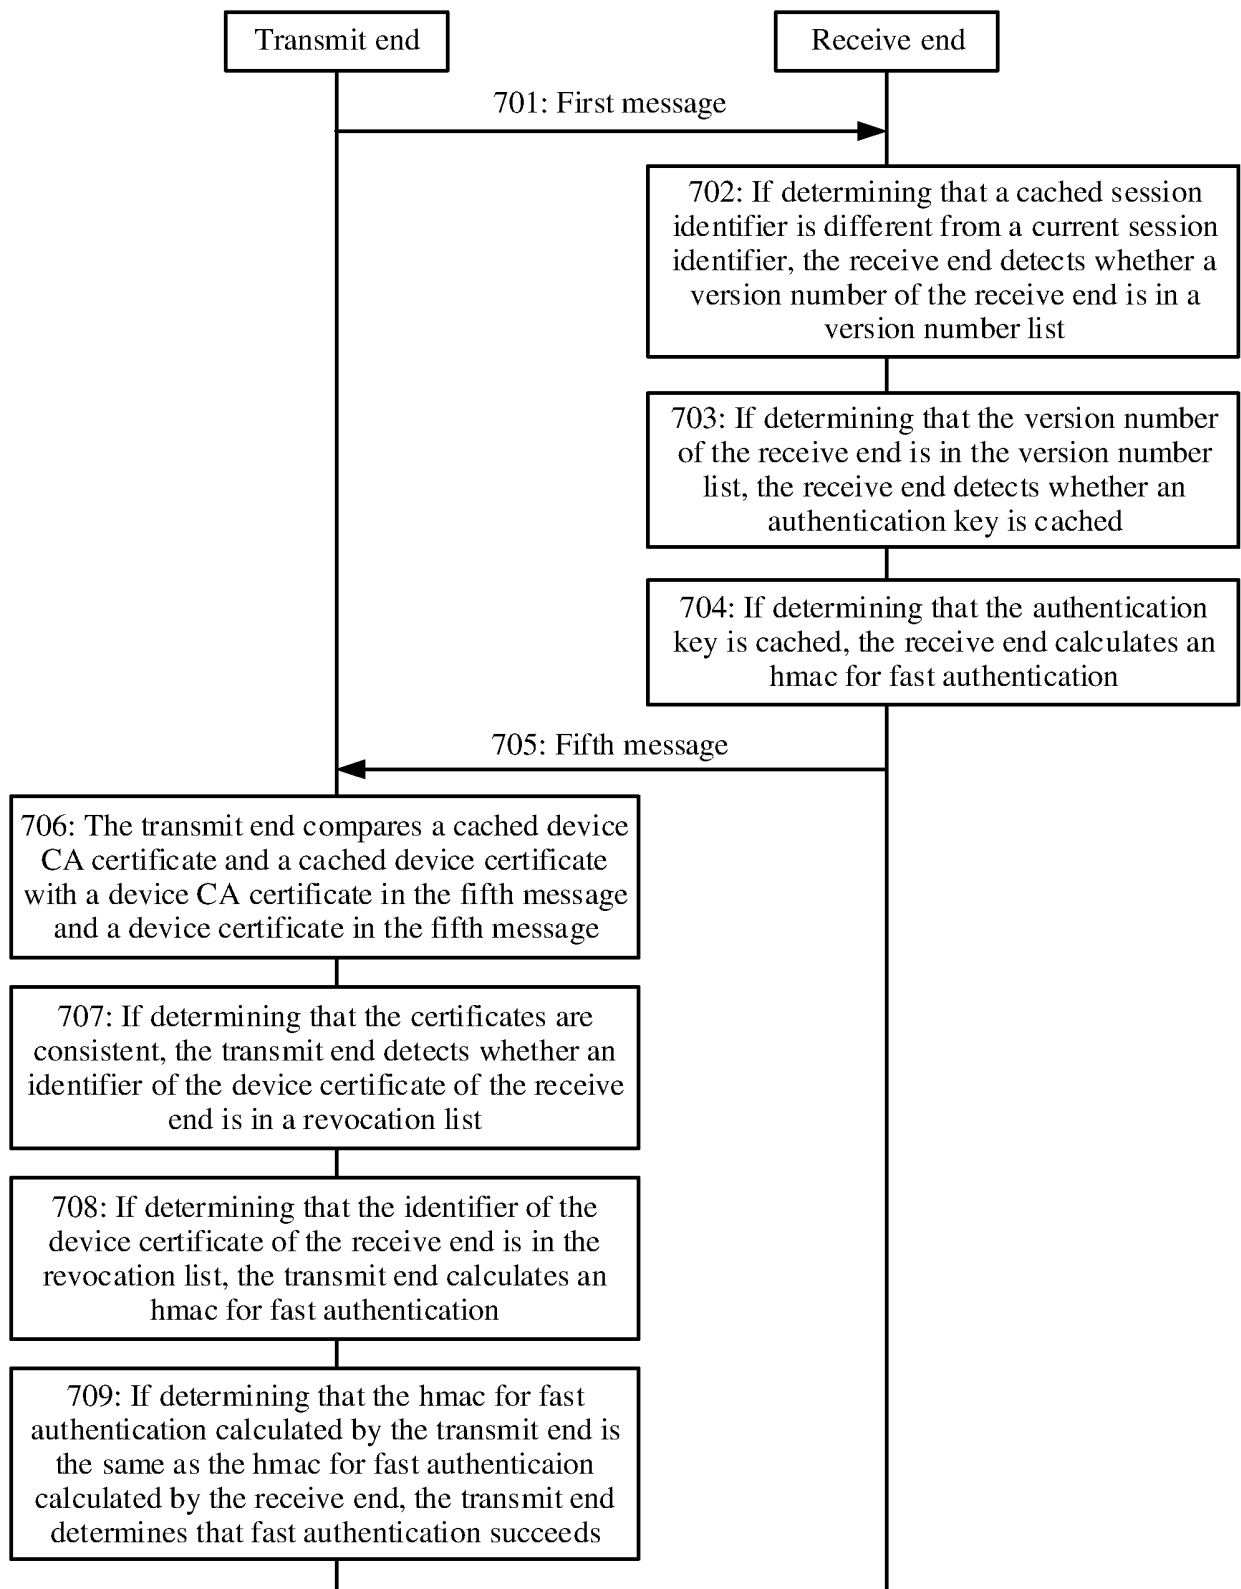 Transmit end
Receive end
701: First message
702: If determining that a cached session
identifier is different from a current session
identifier, the receive end detects whether a
version number of the receive end is in a
version number list
703: If determining that the version number
of the receive end is in the version number
list, the receive end detects whether an
authentication key is cached
704: If determining that the authentication
key is cached, the receive end calculates an
hmac for fast authentication
705: Fifth message
706: The transmit end compares a cached device
CA certificate and a cached device certificate
with a device CA certificate in the fifth message
and a device certificate in the fifth message
707: If determining that the certificates are
consistent, the transmit end detects whether an
identifier of the device certificate of the receive
end is in a revocation list
708: If determining that the identifier of the
device certificate of the receive end is in the
revocation list, the transmit end calculates an
hmac for fast authentication
709: If determining that the hmac for fast
authentication calculated by the transmit end is
the same as the hmac for fast authenticaion
calculated by the receive end, the transmit end
determines that fast authentication succeeds